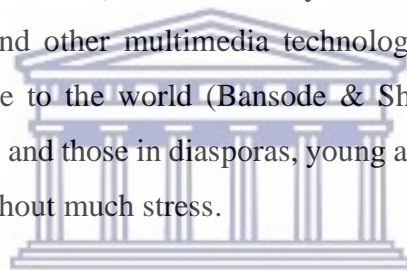 nd other multimedia technolog
e to the world (Bansode & Sh
and those in diasporas, young a
hout much stress.